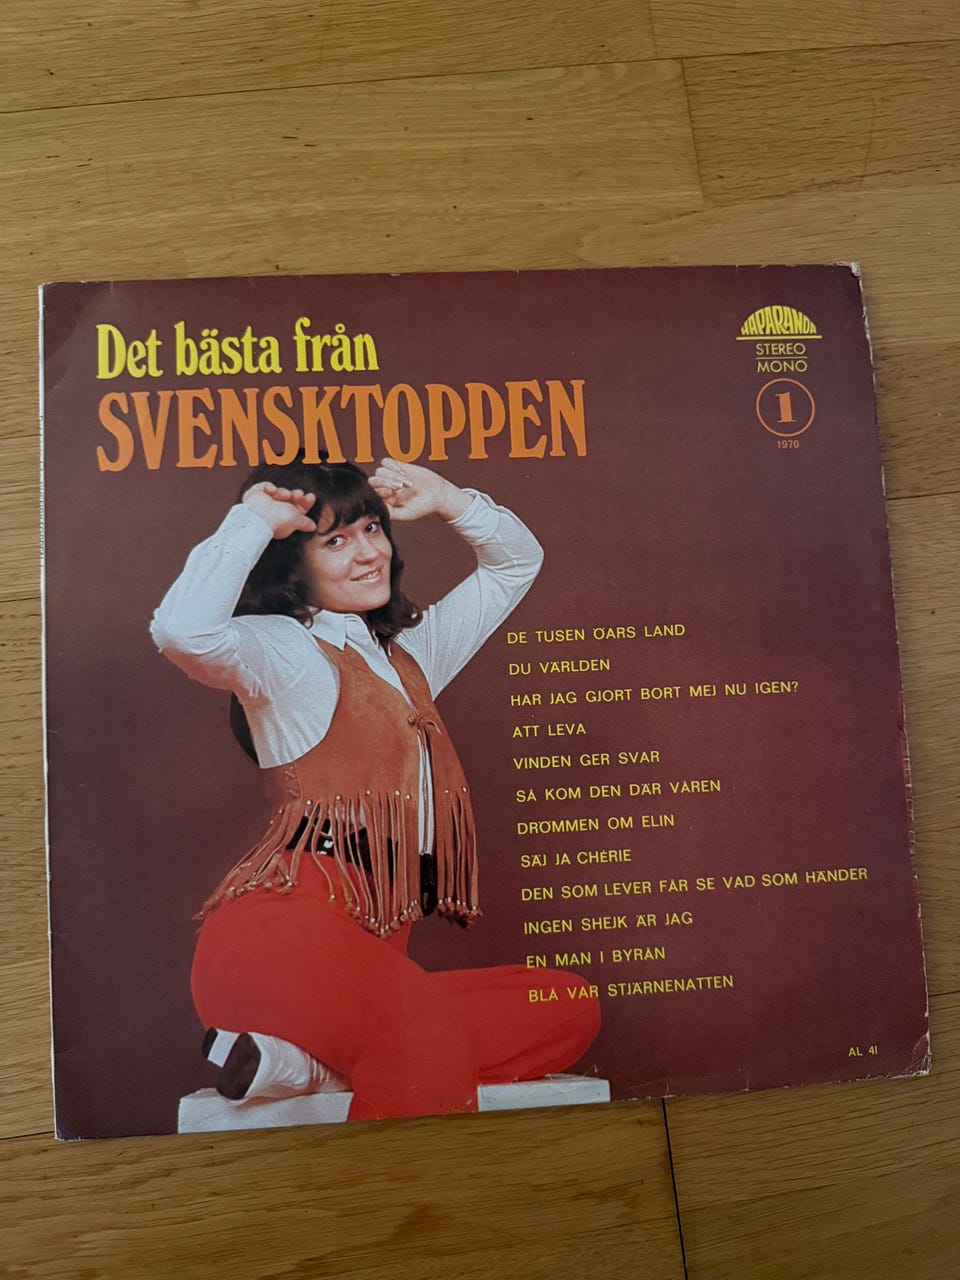 Det bästa från
SVENSKTOPPEN
HAPARANDA
STEREO
MONO
1
1970
DE TUSEN ÖARS LAND
DU VÄRLDEN
HAR JAG GJORT BORT MEJ NU IGEN?
ATT LEVA
VINDEN GER SVAR
SÅ KOM DEN DÄR VÅREN
DRÖMMEN OM ELIN
SÄJ JA CHÉRIE
DEN SOM LEVER FÅR SE VAD SOM HÄNDER
INGEN SHEJK ÄR JAG
EN MAN I BYRÅN
BLÅ VAR STJÄRNENATTEN
AL 41